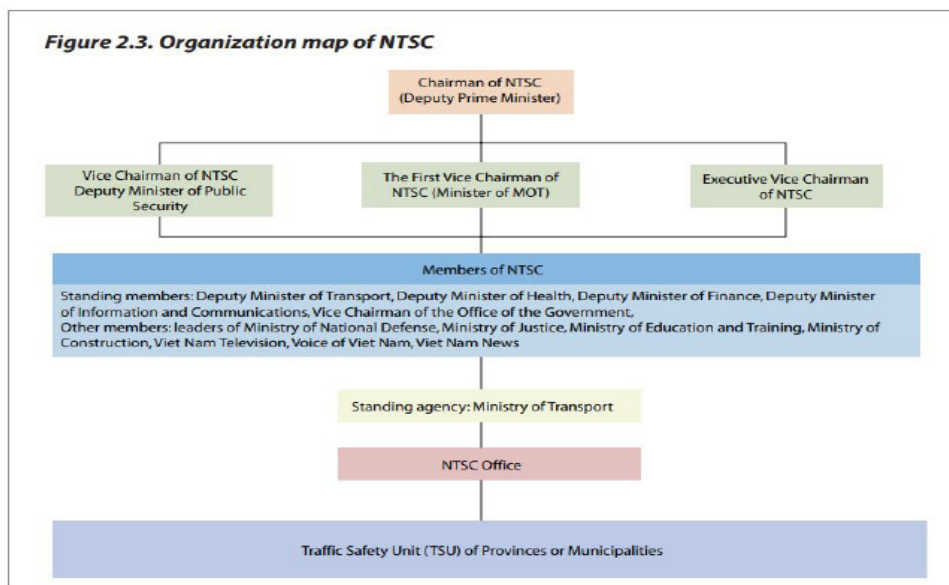 Figure 2.3. Organization map of NTSC
Chairman of NTSC
(Deputy Prime Minister)
Vice Chairman of NTSC
Deputy Minister of Public
Security
The First Vice Chairman of
NTSC (Minister of MOT)
Executive Vice Chairman
of NTSC
Members of NTSC
Standing members: Deputy Minister of Transport, Deputy Minister of Health, Deputy Minister of Finance, Deputy Minister
of Information and Communications, Vice Chairman of the Office of the Government,
Other members: leaders of Ministry of National Defense, Ministry of Justice, Ministry of Education and Training, Ministry of
Construction, Viet Nam Television, Voice of Viet Nam, Viet Nam News
Standing agency: Ministry of Transport
NTSC Office
Traffic Safety Unit (TSU) of Provinces or Municipalities